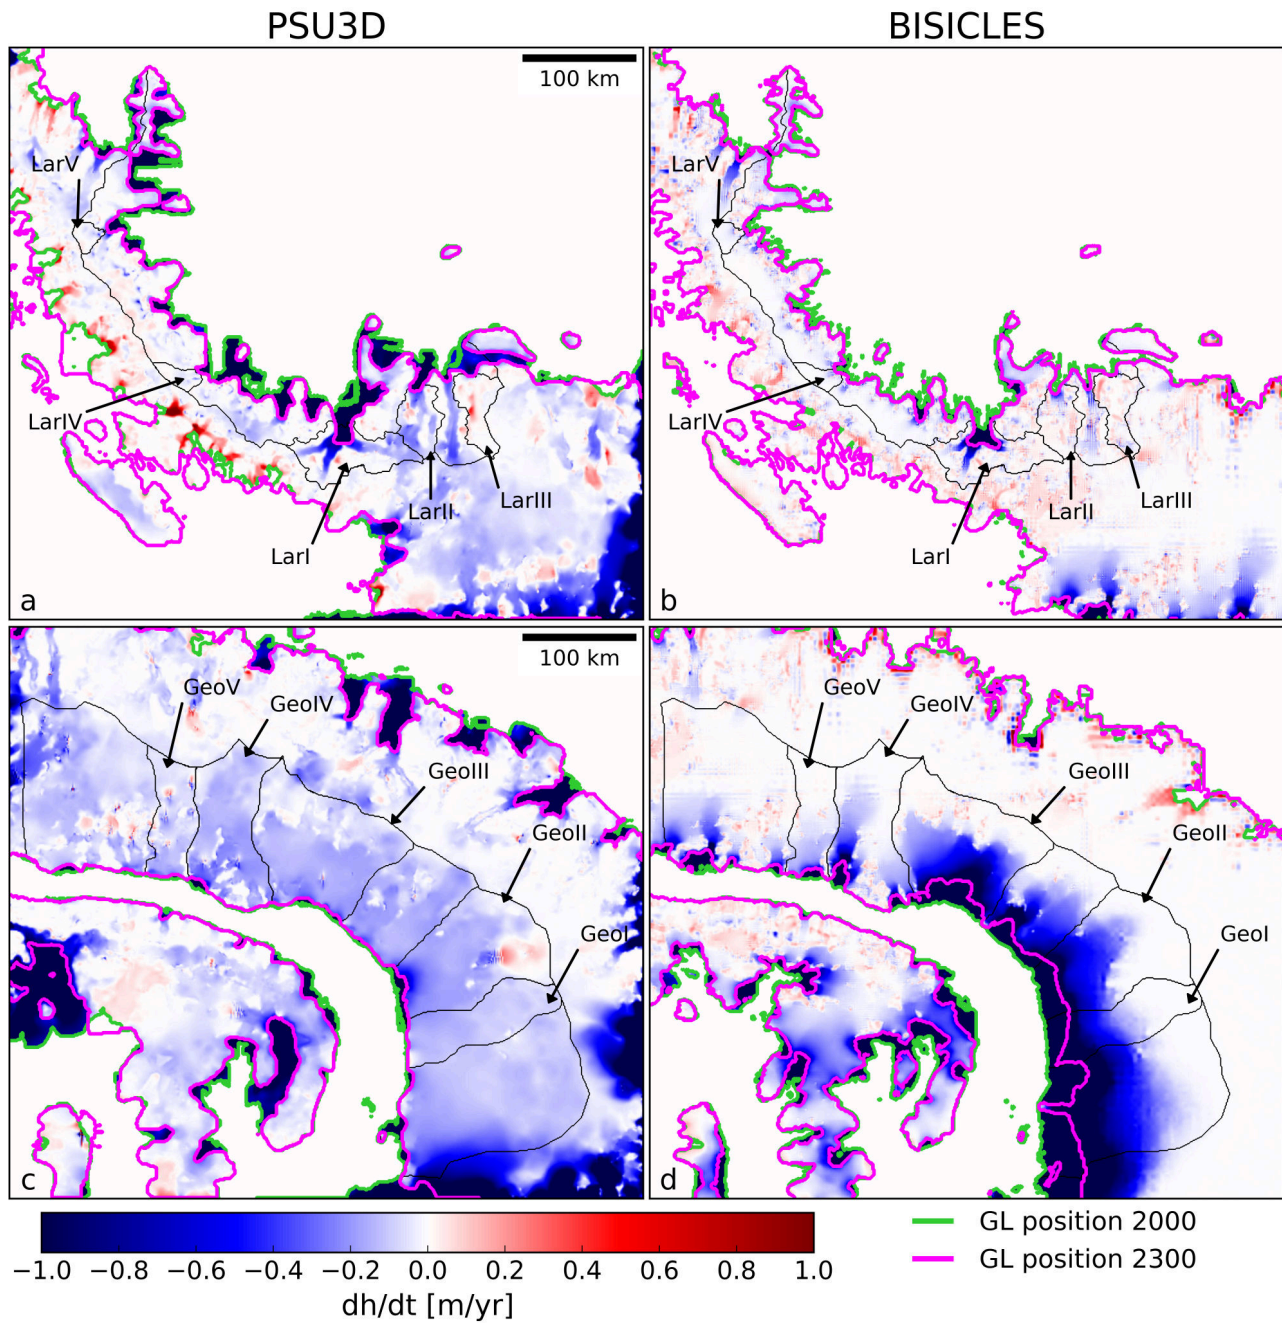 PSU3D
BISICLES
100 km
LarV
LarIV
LarI
LarII
LarIII
a
LarV
LarIV
LarI
LarII
LarIII
b
100 km
GeoV
GeoIV
GeoIII
GeoII
GeoI
c
GeoV
GeoIV
GeoIII
GeoII
GeoI
d
−1.0 −0.8 −0.6 −0.4 −0.2 0.0 0.2 0.4 0.6 0.8 1.0
dh/dt [m/yr]
GL position 2000
GL position 2300